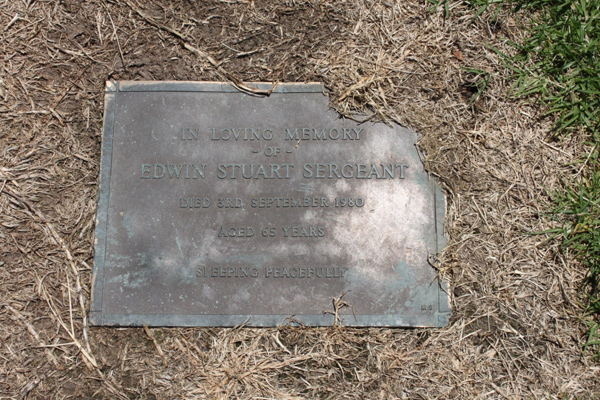 IN LOVING MEMORY
- OF -
EDWIN STUART SERGEANT
DIED 3RD. SEPTEMBER 1980
AGED 65 YEARS
SLEEPING PEACEFULLY